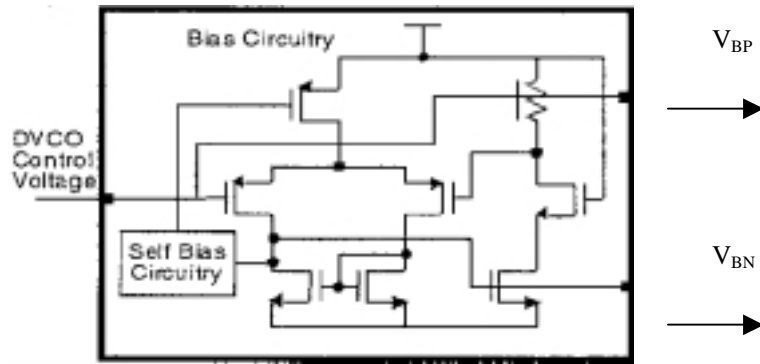 Bias Circuitry
V_BP
DVCO
Control
Voltage
Self Bias
Circuitry
V_BN